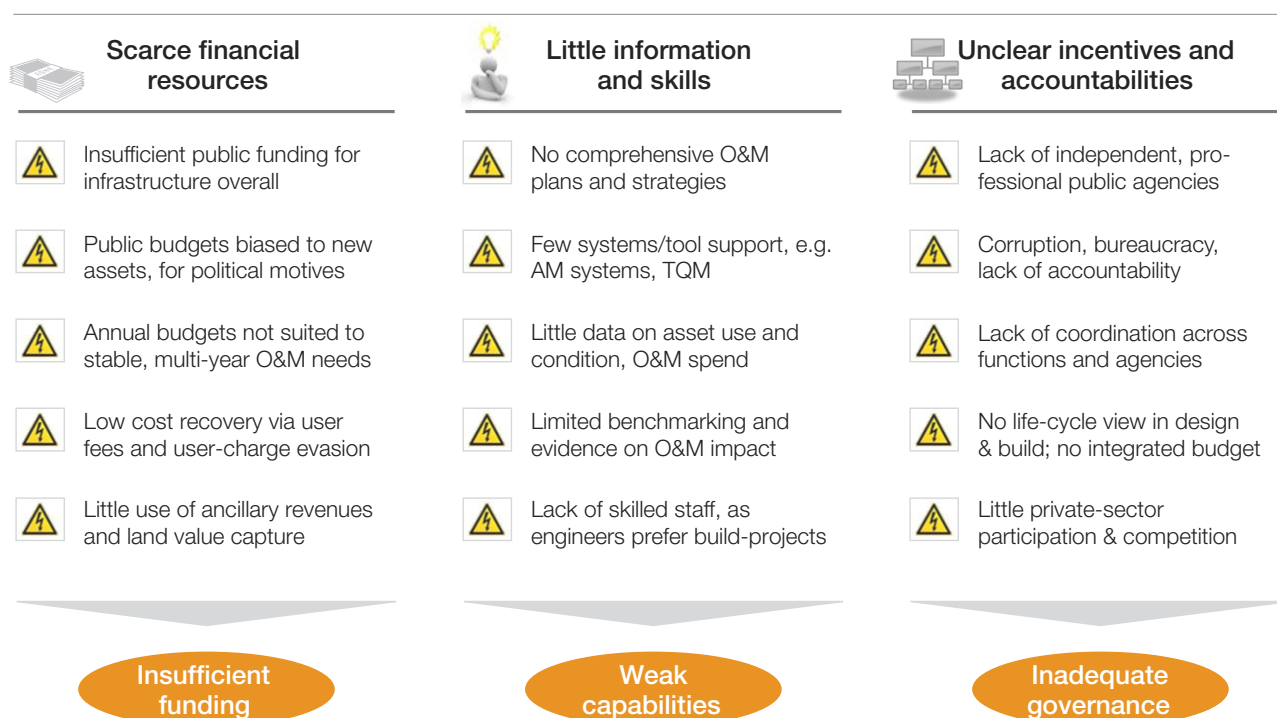 Scarce financial
resources
Insufficient public funding for
infrastructure overall
Public budgets biased to new
assets, for political motives
Annual budgets not suited to
stable, multi-year O&M needs
Low cost recovery via user
fees and user-charge evasion
Little use of ancillary revenues
and land value capture
Insufficient
funding
Little information
and skills
No comprehensive O&M
plans and strategies
Few systems/tool support, e.g.
AM systems, TQM
Little data on asset use and
condition, O&M spend
Limited benchmarking and
evidence on O&M impact
Lack of skilled staff, as
engineers prefer build-projects
Weak
capabilities
Unclear incentives and
accountabilities
Lack of independent, pro-
fessional public agencies
Corruption, bureaucracy,
lack of accountability
Lack of coordination across
functions and agencies
No life-cycle view in design
& build; no integrated budget
Little private-sector
participation & competition
Inadequate
governance